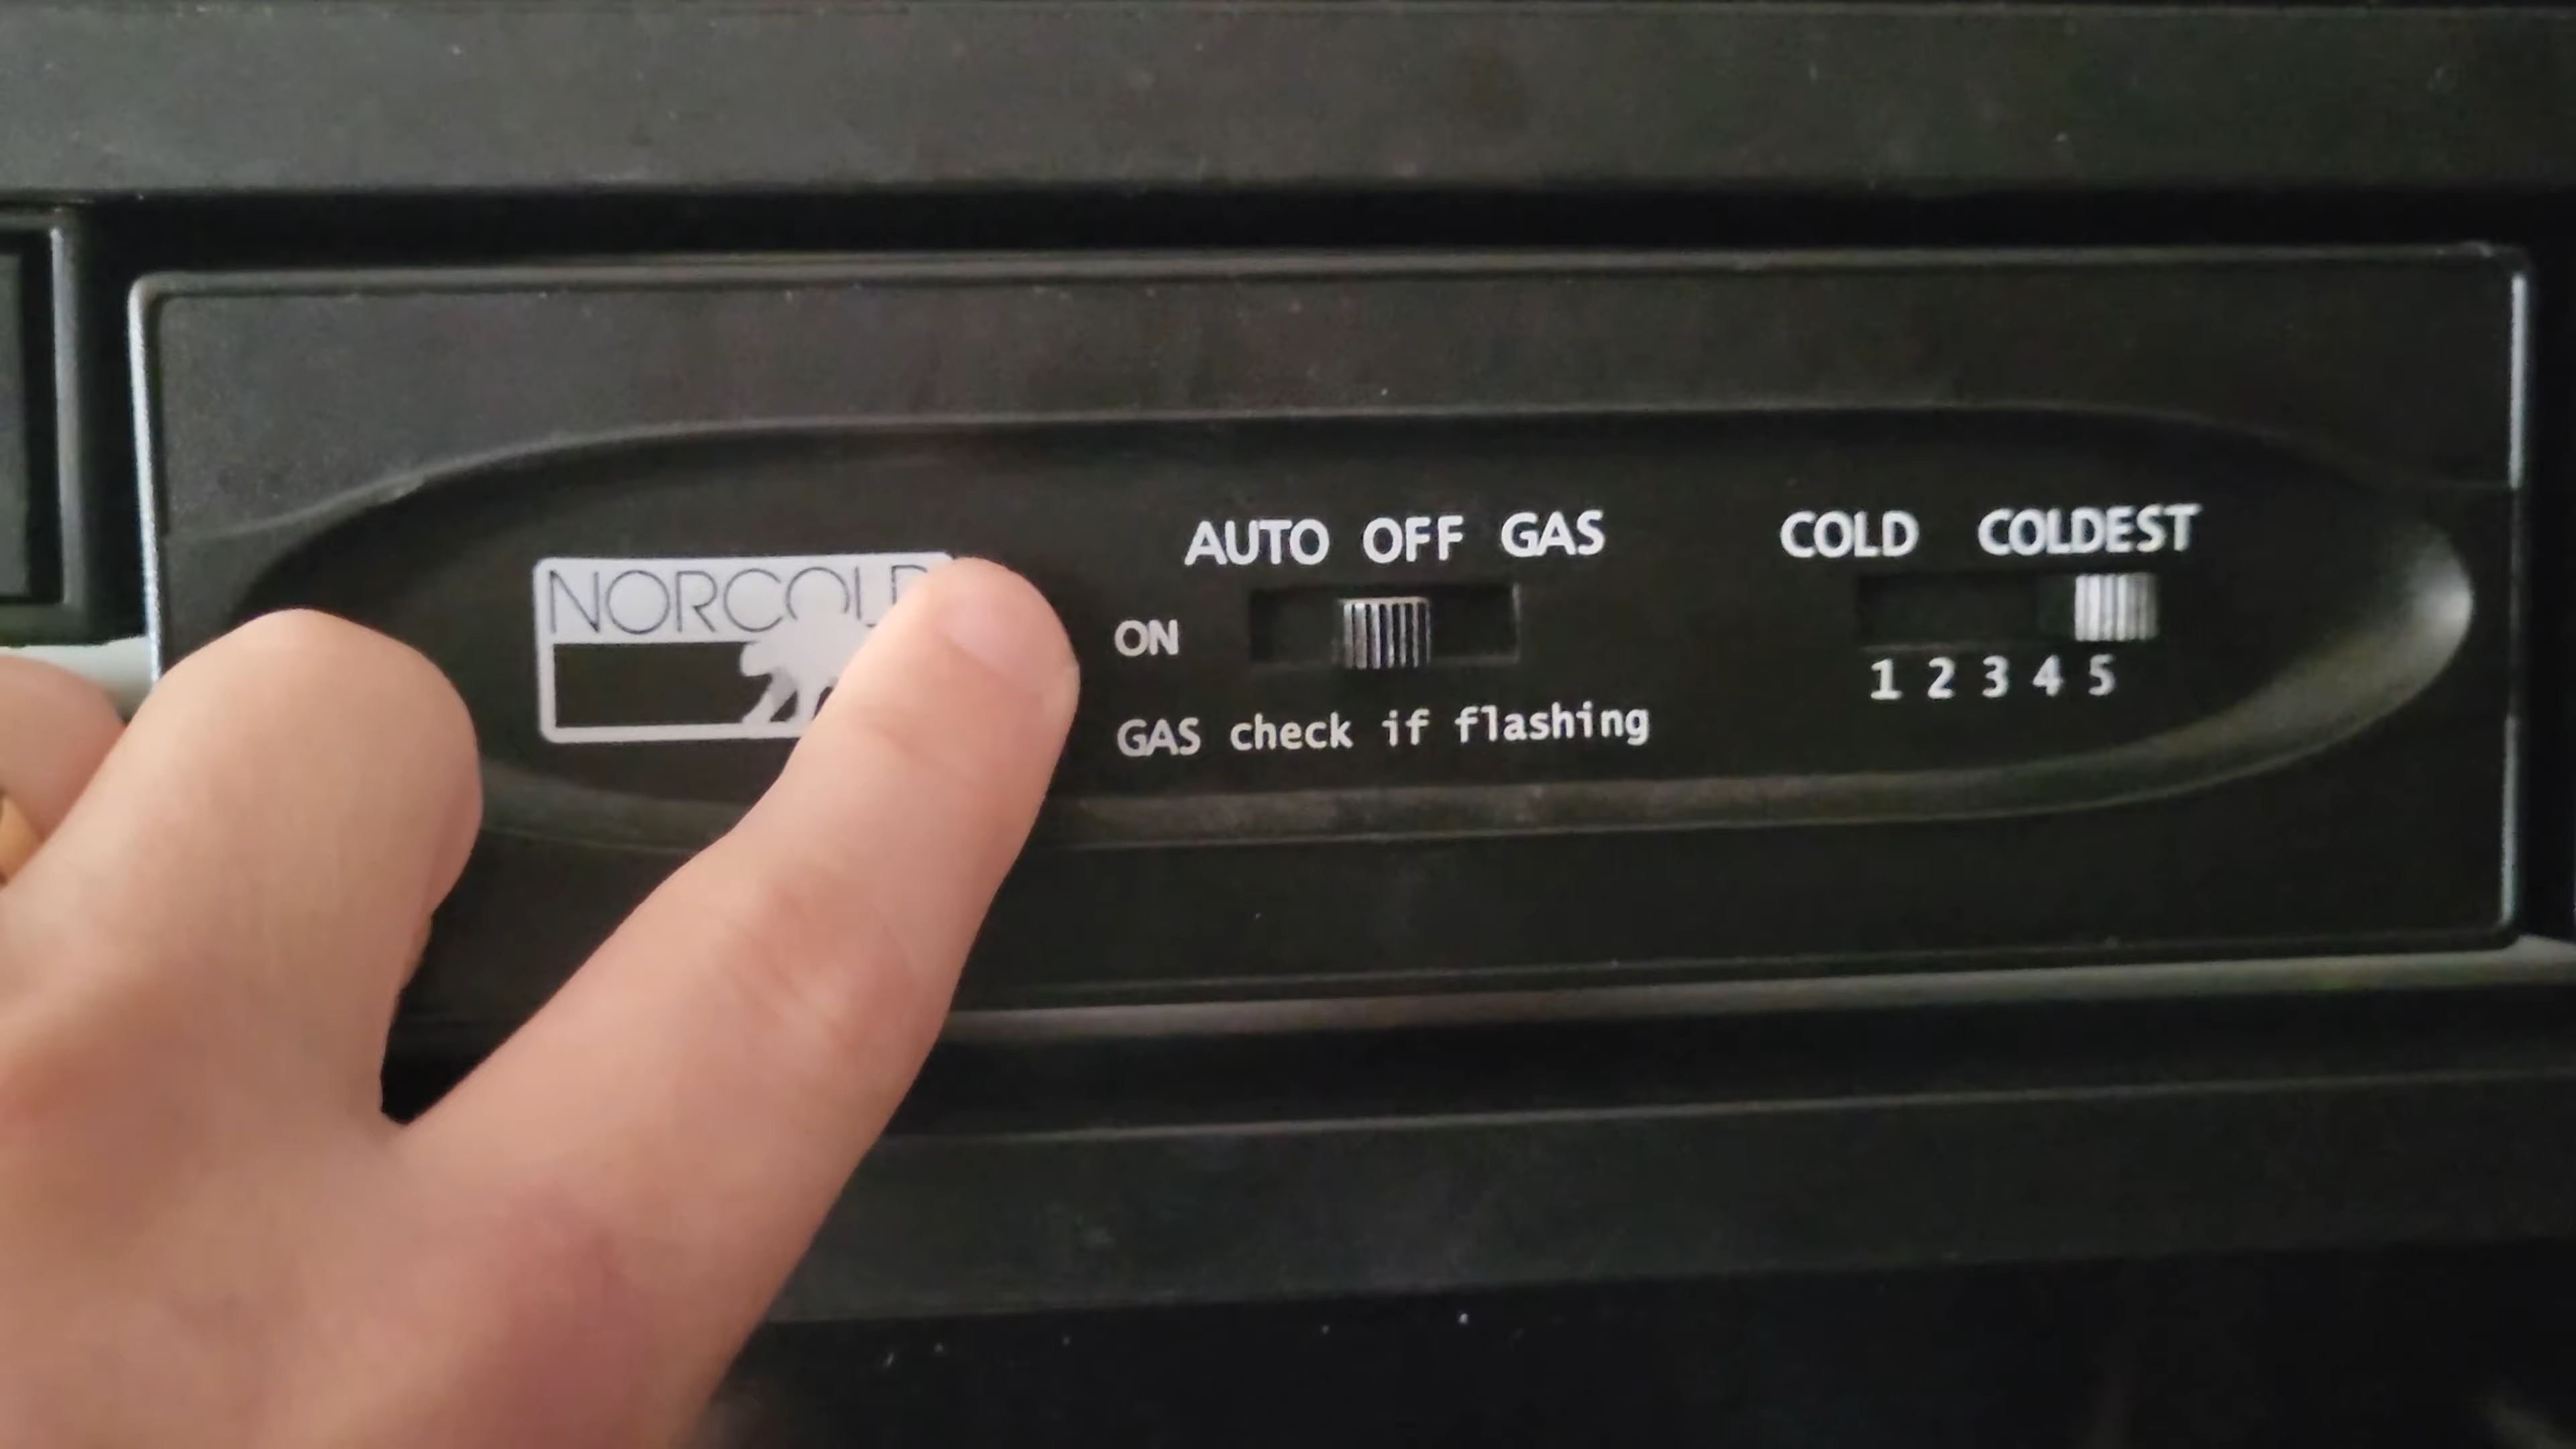 NORCOLD
AUTO OFF GAS
ON
GAS check if flashing
COLD COLDEST
1 2 3 4 5